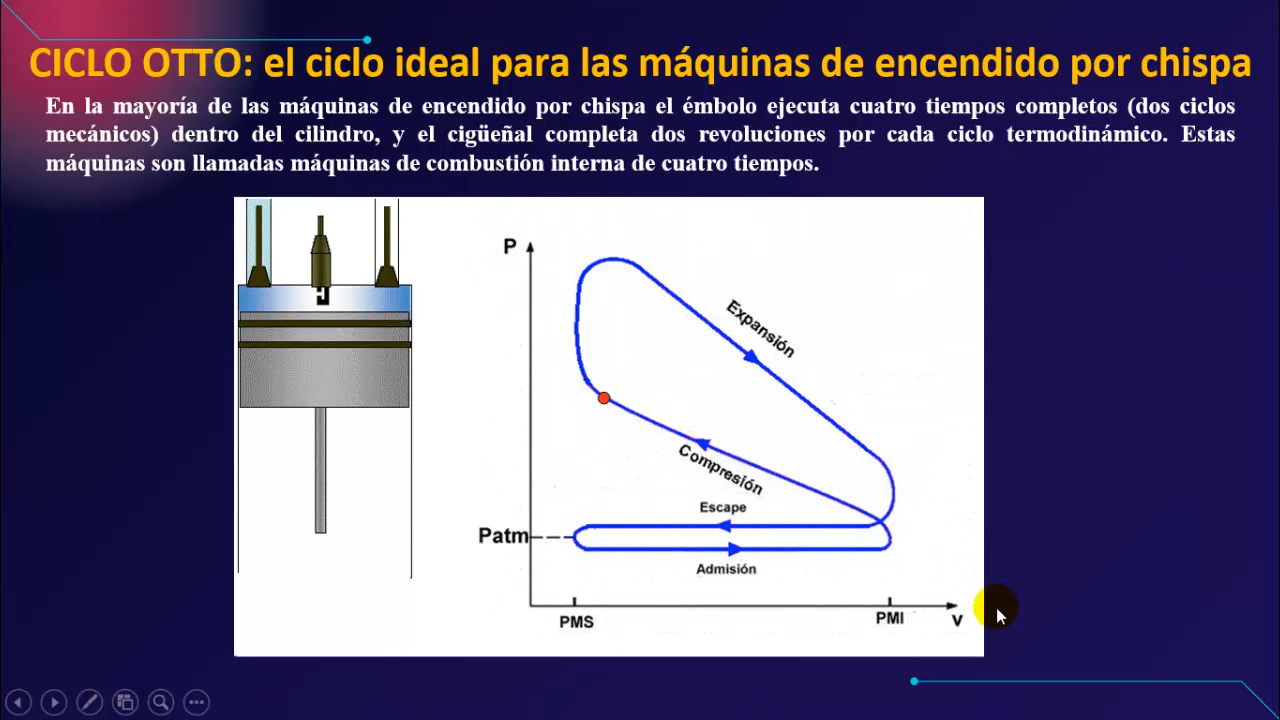 CICLO OTTO: el ciclo ideal para las máquinas de encendido por chispa
En la mayoría de las máquinas de encendido por chispa el émbolo ejecuta cuatro tiempos completos (dos ciclos
mecánicos) dentro del cilindro, y el cigüeñal completa dos revoluciones por cada ciclo termodinámico. Estas
máquinas son llamadas máquinas de combustión interna de cuatro tiempos.
P
Expansión
Compresión
Escape
Patm
Admisión
PMS
PMI
v